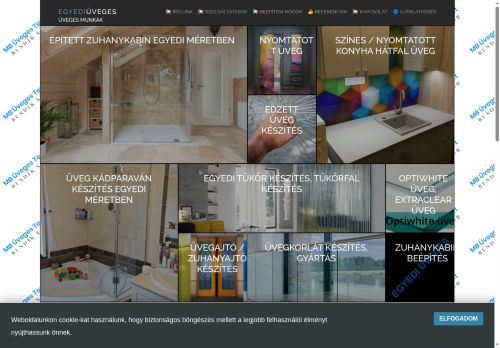 EGYEDIÜVEGES
ÜVEGES MUNKÁK
RÓLUNK
SZOLGÁLTATÁSOK
BEÉPÍTÉSI MÓDOK
REFERENCIÁK
KAPCSOLAT
AJÁNLATKÉRÉS
ÉPÍTETT ZUHANYKABIN EGYEDI MÉRETBEN
NYOMTATO
TT ÜVEG
SZÍNES / NYOMTATOTT
KONYHA HÁTFAL ÜVEG
EDZETT
ÜVEG
KÉSZÍTÉS
ÜVEG KÁDPARAVÁN
KÉSZÍTÉS EGYEDI
MÉRETBEN
EGYEDI TÜKÖR KÉSZÍTÉS, TÜKÖRFAL
KÉSZÍTÉS
OPTIWHITE
ÜVEG,
EXTRACLEAR
ÜVEG
Optiwhite üve
ÜVEGAJTÓ /
ZUHANYAJTÓ
KÉSZÍTÉS
ÜVEGKORLÁT KÉSZÍTÉS,
GYÁRTÁS
ZUHANYKABIN
BEÉPÍTÉS
Weboldalunkon cookie-kat használunk, hogy biztonságos böngészés mellett a legjobb felhasználói élményt
nyújthassunk önnek.
ELFOGADOM